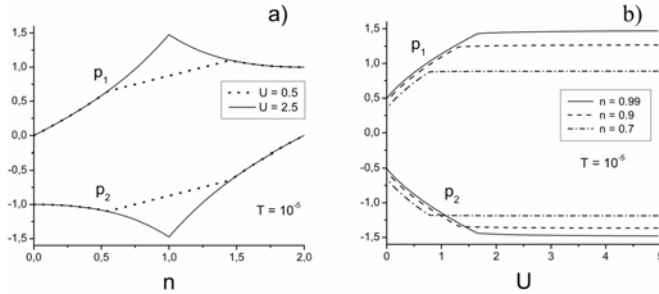 a)
1,5
1,0
0,5
0,0
-0,5
-1,0
-1,5
p1
U = 0.5
U = 2.5
p2
T = 10-5
0,0 0,5 1,0 1,5 2,0
n
b)
1,5
1,0
0,5
0,0
-0,5
-1,0
-1,5
p1
n = 0.99
n = 0.9
n = 0.7
T = 10-5
p2
0 1 2 3 4 5
U